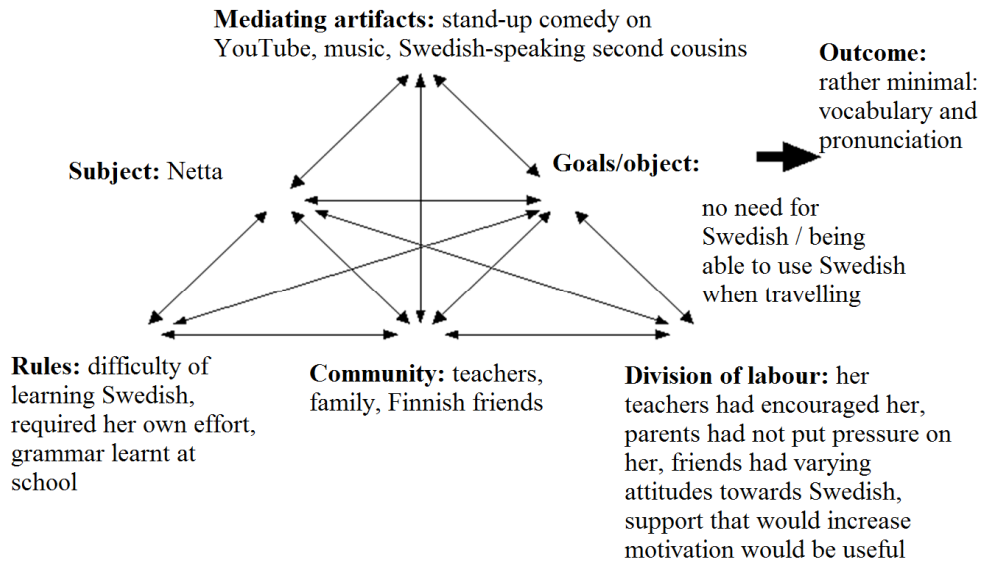 Mediating artifacts: stand-up comedy on
YouTube, music, Swedish-speaking second cousins
Outcome:
rather minimal:
vocabulary and
pronunciation
Subject: Netta
Goals/object:
no need for
Swedish / being
able to use Swedish
when travelling
Rules: difficulty of
learning Swedish,
required her own effort,
grammar learnt at
school
Community: teachers,
family, Finnish friends
Division of labour: her
teachers had encouraged her,
parents had not put pressure on
her, friends had varying
attitudes towards Swedish,
support that would increase
motivation would be useful